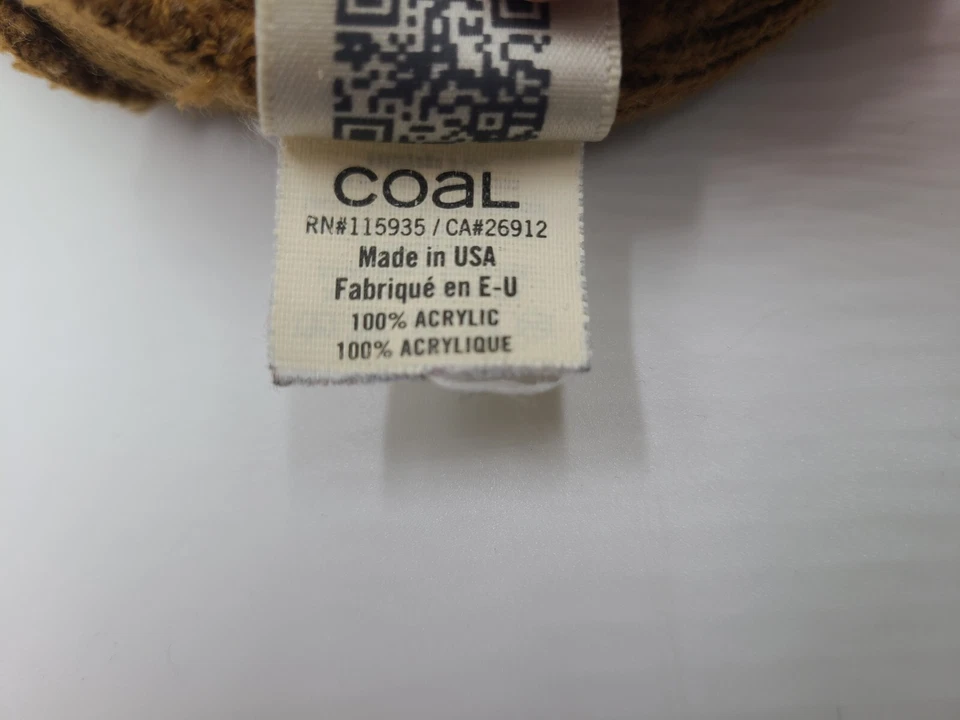 coaL
RN#115935 / CA#26912
Made in USA
Fabriqué en E-U
100% ACRYLIC
100% ACRYLIQUE